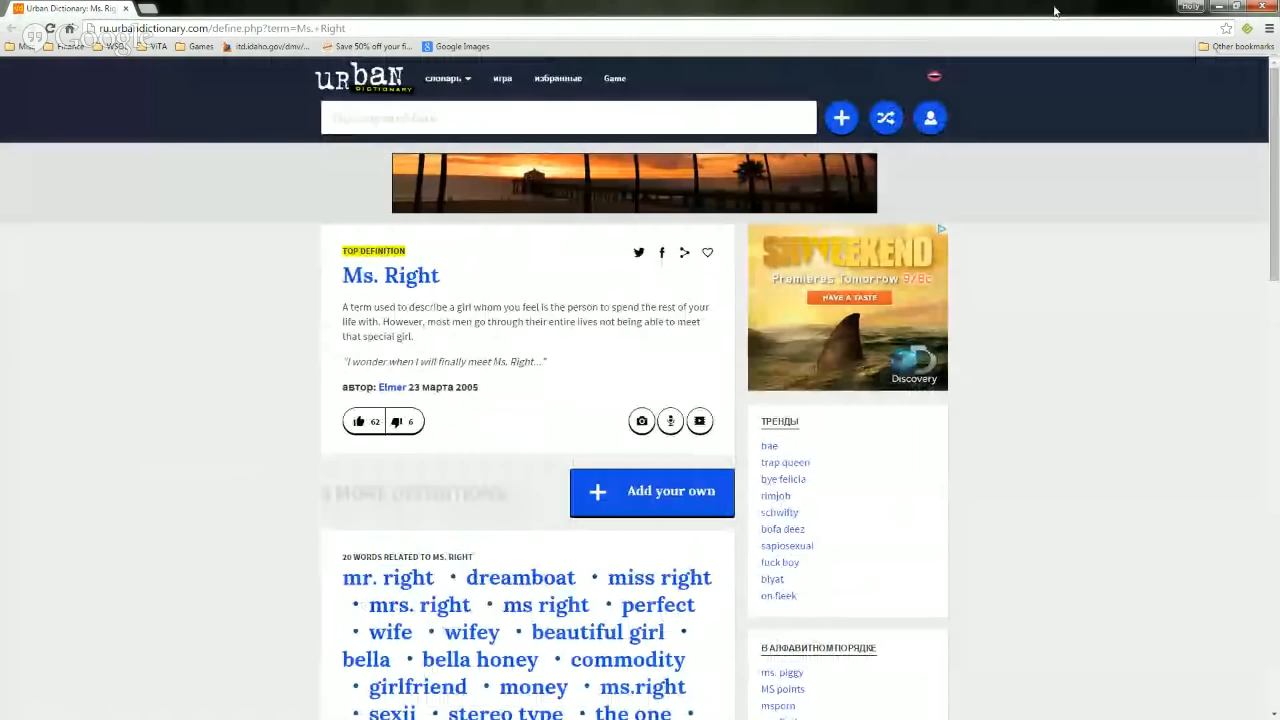 Urban Dictionary: Ms. Rig
Holy
ru.urbandictionary.com/define.php?term=Ms.+Right
Games
itd.idaho.gov/dmv/...
Save 50% off your fi...
Google Images
Other bookmarks
urban
DICTIONARY
словарь
игра
избранные
Game
TOP DEFINITION
Ms. Right
A term used to describe a girl whom you feel is the person to spend the rest of your
life with. However, most men go through their entire lives not being able to meet
that special girl.
"I wonder when I will finally meet Ms. Right..."
автор: Elmer 23 марта 2005
62
6
WEEKEND
Premieres Tomorrow 9/8c
HAVE A TASTE
Discovery
MORE DEFINITIONS
Add your own
20 WORDS RELATED TO MS. RIGHT
mr. right • dreamboat • miss right
• mrs. right • ms right • perfect
• wife • wifey • beautiful girl •
bella • bella honey • commodity
• girlfriend • money • ms.right
• sexii • stereo type • the one •
ТРЕНДЫ
bae
trap queen
bye felicia
rimjob
schwifty
bofa deez
sapiosexual
fuck boy
blyat
on fleek
В АЛФАВИТНОМ ПОРЯДКЕ
ms. piggy
MS points
msporn